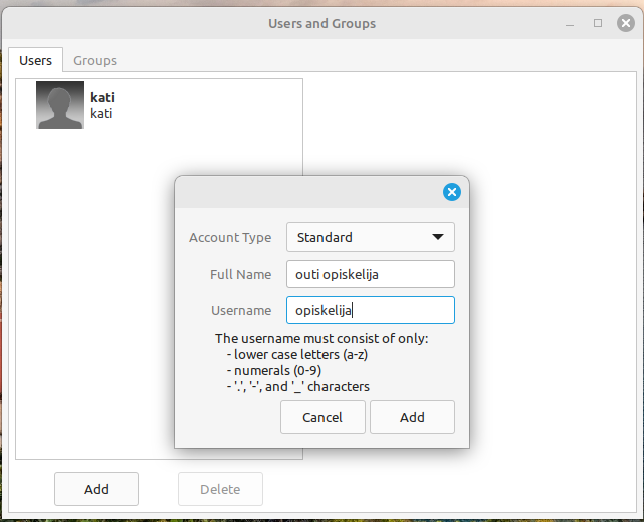 Users and Groups
Users Groups
kati
kati
Account Type Standard
Full Name outi opiskelija
Username opiskelija
The username must consist of only:
- lower case letters (a-z)
- numerals (0-9)
- '.', '-', and '_' characters
Cancel Add
Add Delete